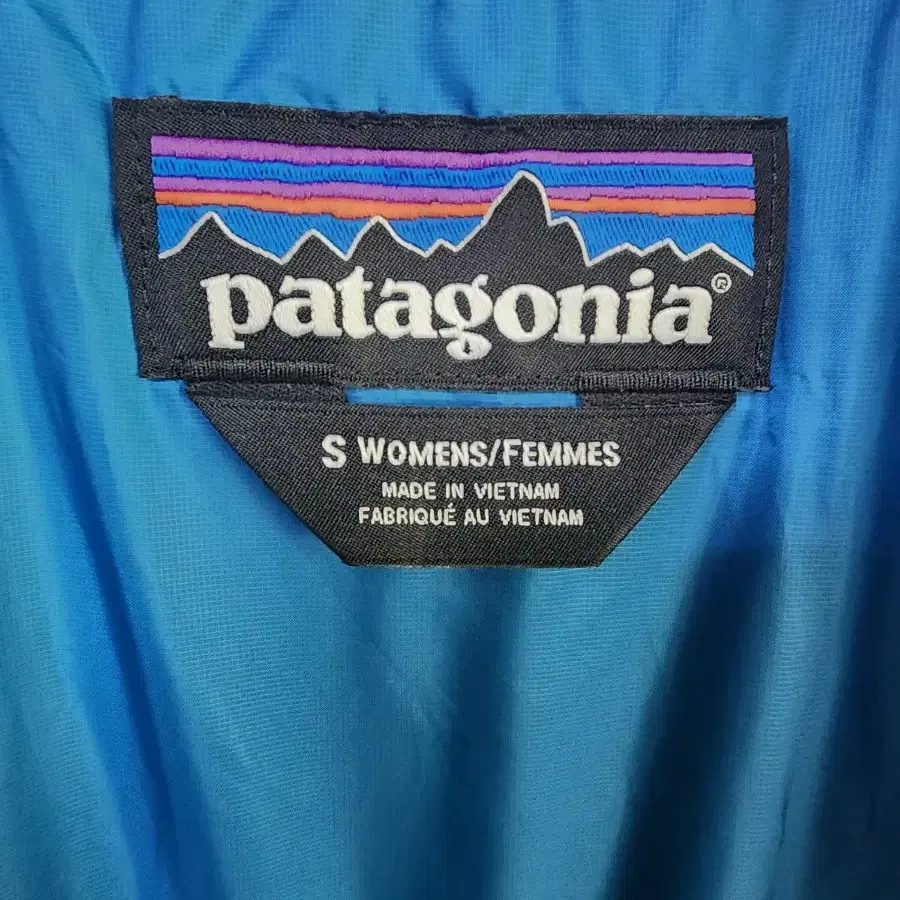 patagonia®
S WOMENS/FEMMES
MADE IN VIETNAM
FABRIQUÉ AU VIETNAM